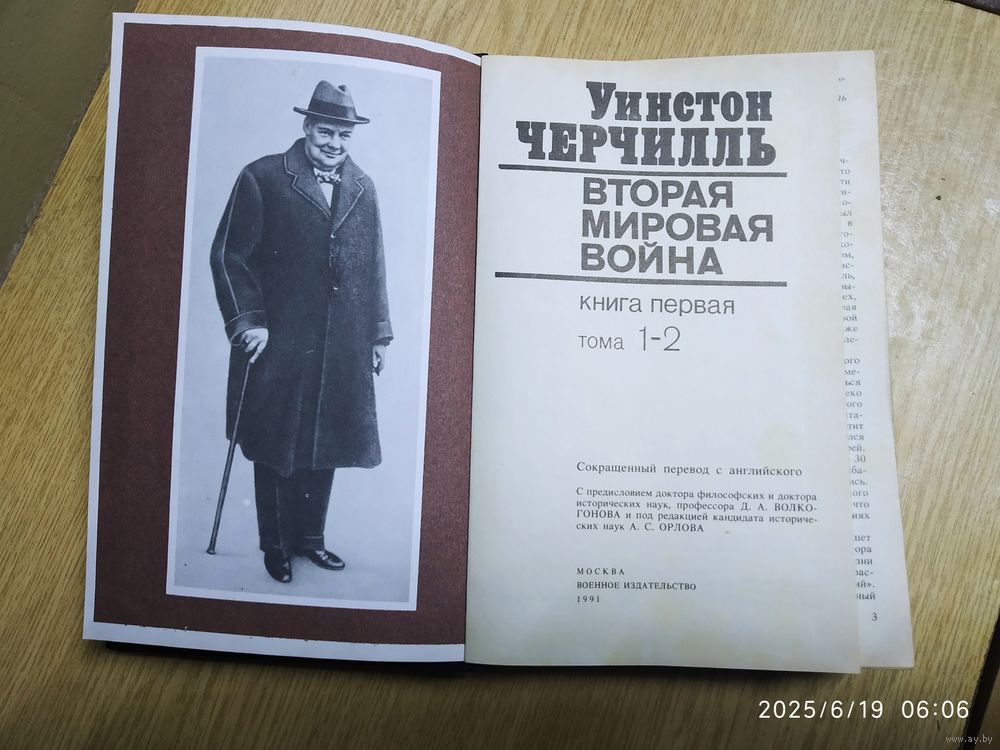 Уинстон
ЧЕРЧИЛЛЬ
ВТОРАЯ
МИРОВАЯ
ВОЙНА
книга первая
тома 1-2
Сокращенный перевод с английского
С предисловием доктора философских и доктора
исторических наук, профессора Д. А. ВОЛКО-
ГОНОВА и под редакцией кандидата историче-
ских наук А. С. ОРЛОВА
МОСКВА
ВОЕННОЕ ИЗДАТЕЛЬСТВО
1991
3
2025/6/19 06:06
www.ay.by